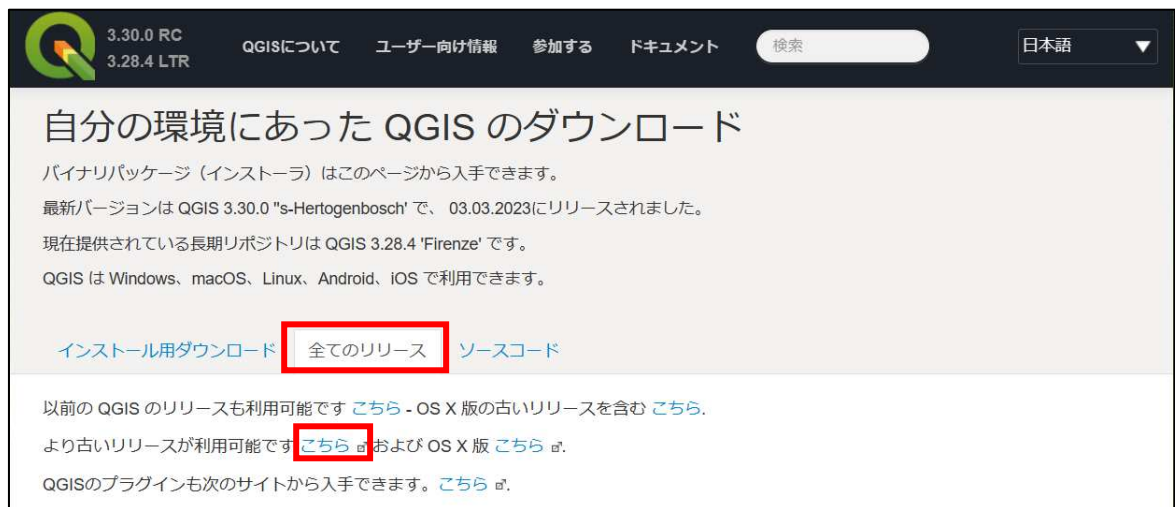 3.30.0 RC
3.28.4 LTR
QGISについて ユーザー向け情報 参加する ドキュメント 検索 日本語 ▼
自分の環境にあった QGIS のダウンロード
バイナリパッケージ（インストーラ）はこのページから入手できます。
最新バージョンは QGIS 3.30.0 "s-Hertogenbosch' で、 03.03.2023にリリースされました。
現在提供されている長期リポジトリは QGIS 3.28.4 'Firenze' です。
QGIS は Windows、macOS、Linux、Android、iOS で利用できます。
インストール用ダウンロード 全てのリリース ソースコード
以前の QGIS のリリースも利用可能です こちら - OS X 版の古いリリースを含む こちら.
より古いリリースが利用可能です こちら および OS X 版 こちら .
QGISのプラグインも次のサイトから入手できます。こちら .